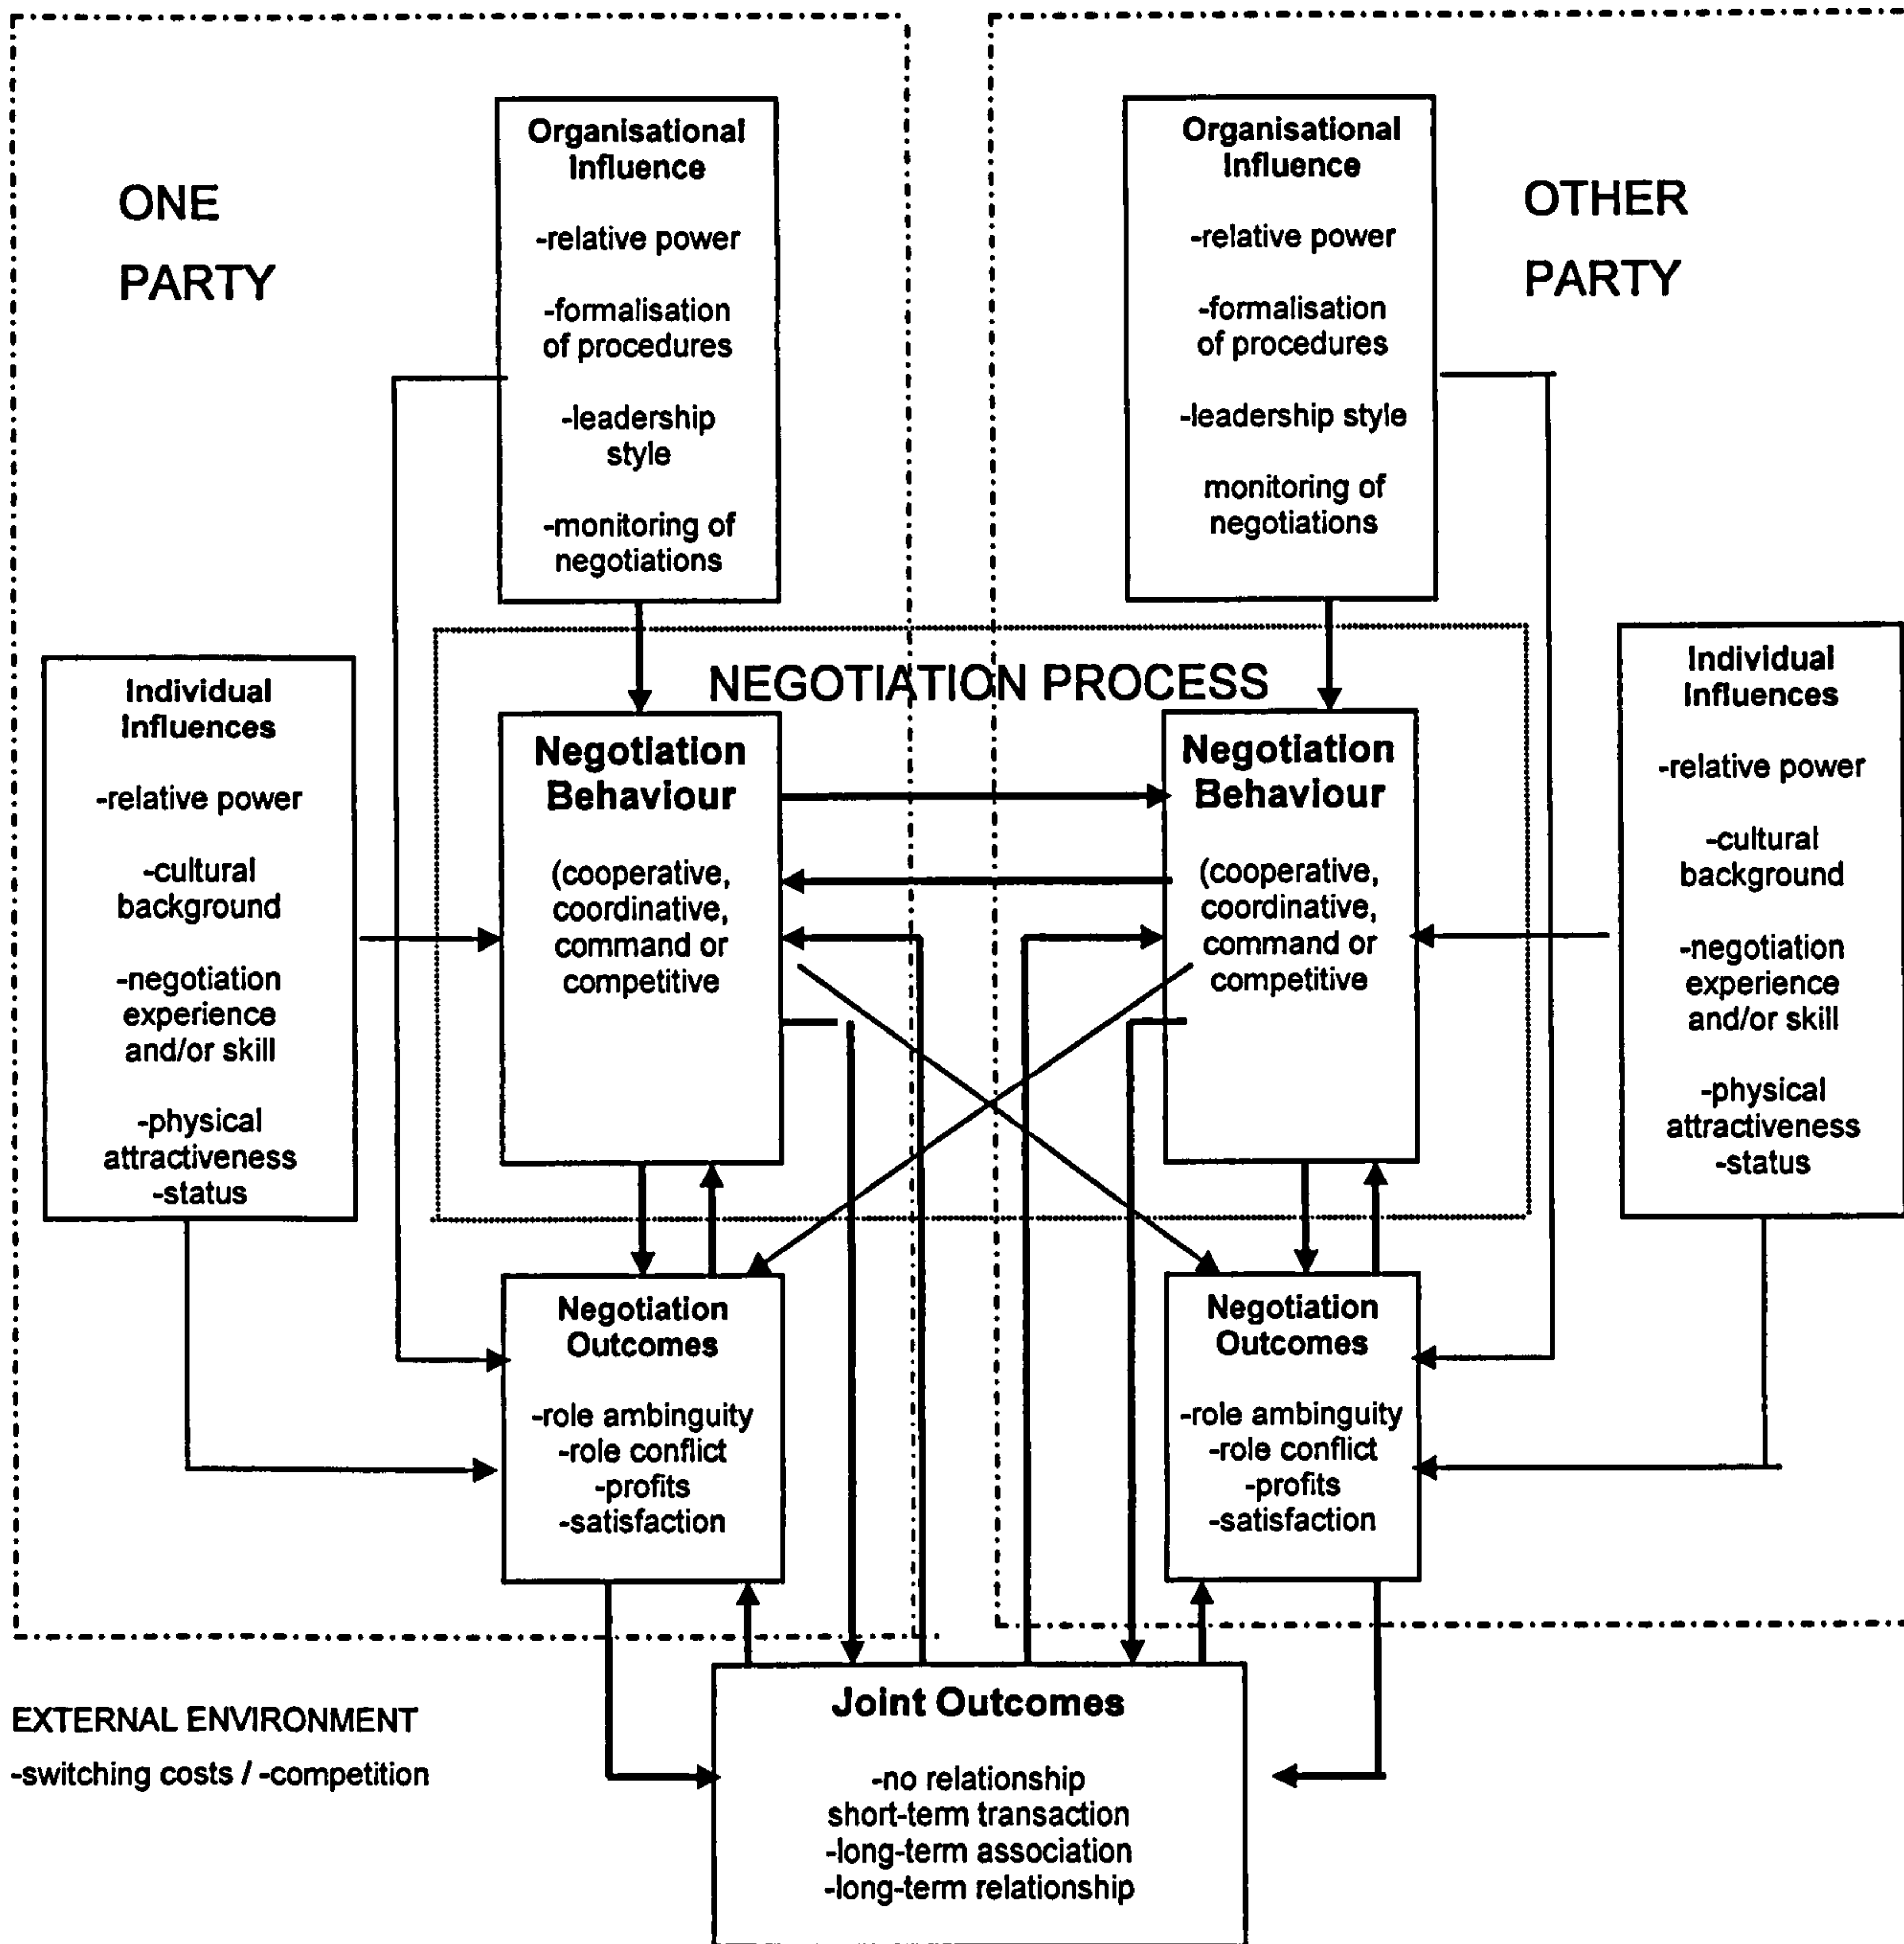 ONE
PARTY
Organisational
Influence
-relative power
-formalisation
of procedures
-leadership
style
-monitoring of
negotiations
Organisational
Influence
-relative power
-formalisation
of procedures
-leadership style
monitoring of
negotiations
OTHER
PARTY
NEGOTIATION PROCESS
Individual
Influences
-relative power
-cultural
background
-negotiation
experience
and/or skill
-physical
attractiveness
-status
Negotiation
Behaviour
(cooperative,
coordinative,
command or
competitive
Negotiation
Behaviour
(cooperative,
coordinative,
command or
competitive
Individual
Influences
-relative power
-cultural
background
-negotiation
experience
and/or skill
-physical
attractiveness
-status
Negotiation
Outcomes
-role ambinguity
-role conflict
-profits
-satisfaction
Negotiation
Outcomes
-role ambinguity
-role conflict
-profits
-satisfaction
EXTERNAL ENVIRONMENT
-switching costs / -competition
Joint Outcomes
-no relationship
short-term transaction
-long-term association
-long-term relationship